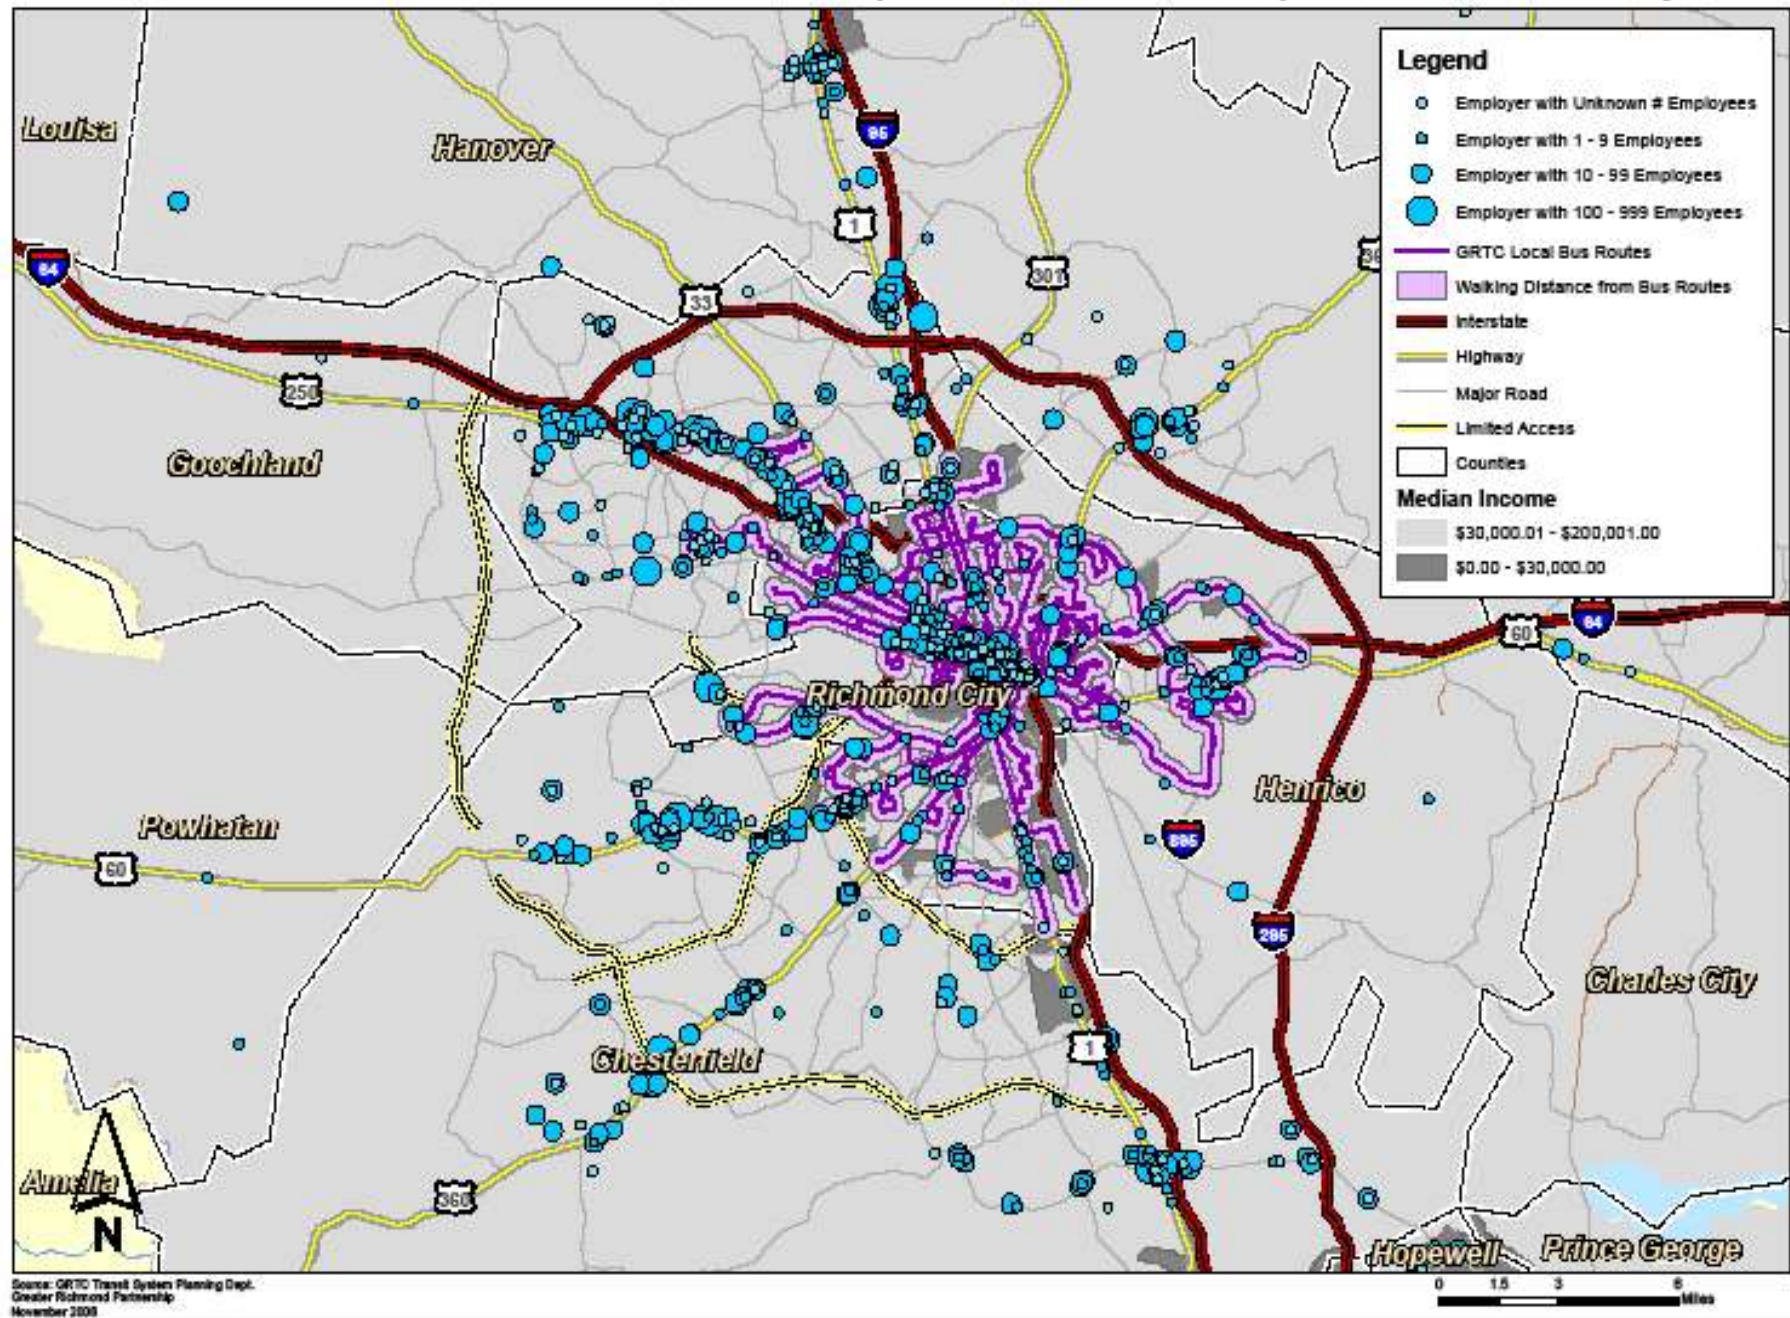 Legend
Employer with Unknown # Employees
Employer with 1 - 9 Employees
Employer with 10 - 99 Employees
Employer with 100 - 999 Employees
GRTC Local Bus Routes
Walking Distance from Bus Routes
Interstate
Highway
Major Road
Limited Access
Counties
Median Income
$30,000.01 - $200,001.00
$0.00 - $30,000.00
Louisa
Hanover
95
1
64
301
33
250
Goochland
64
60
Richmond City
Henrico
Powhatan
895
60
295
Charles City
1
Chesterfield
Amelia
360
N
Hopewell
Prince George
Source: GRTC Transit System Planning Dept.
Greater Richmond Partnership
November
0 1.5 3 6
Miles